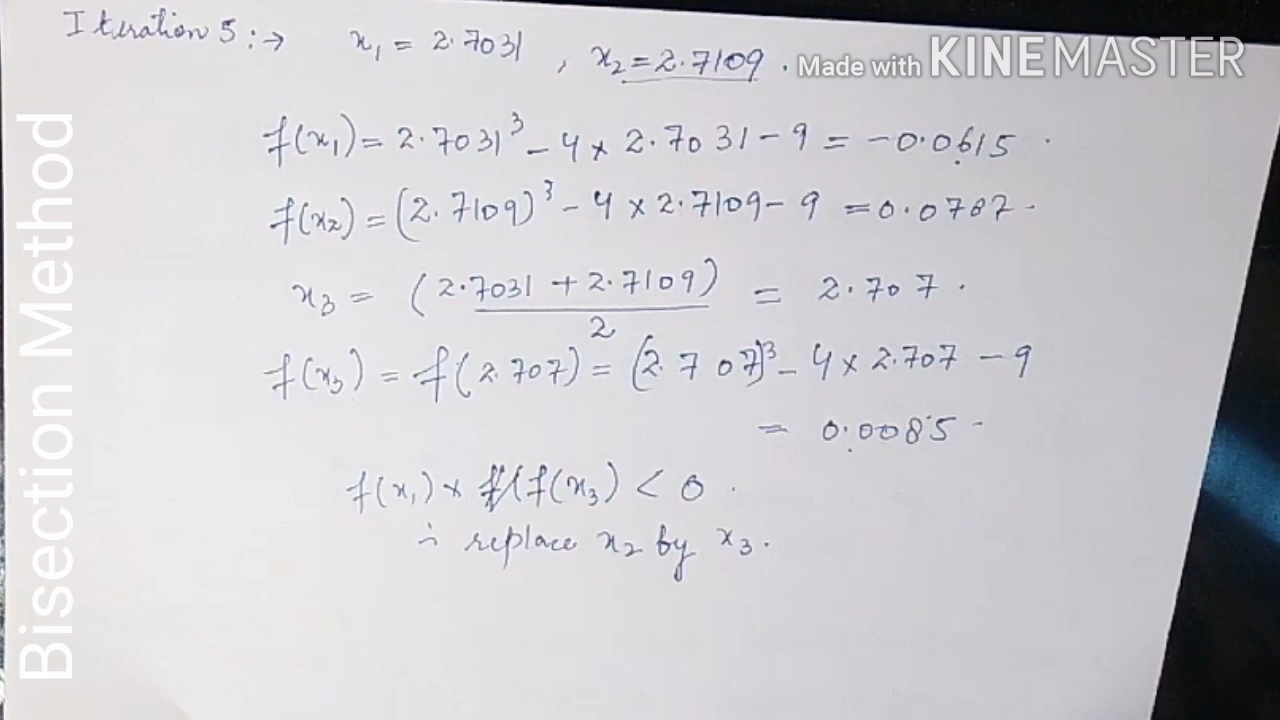 Iteration 5 :→ x₁ = 2.7031 , x₂ = 2.7109 .
Made with KINEMASTER
Bisection Method
f(x₁) = 2.7031³ - 4 × 2.7031 - 9 = -0.0615 .
f(x₂) = (2.7109)³ - 4 × 2.7109 - 9 = 0.0787 .
x₃ = (2.7031 + 2.7109) / 2 = 2.707 .
f(x₃) = f(2.707) = (2.707)³ - 4 × 2.707 - 9
= 0.0085 .
f(x₁) × f(x₃) < 0 .
∴ replace x₂ by x₃ .